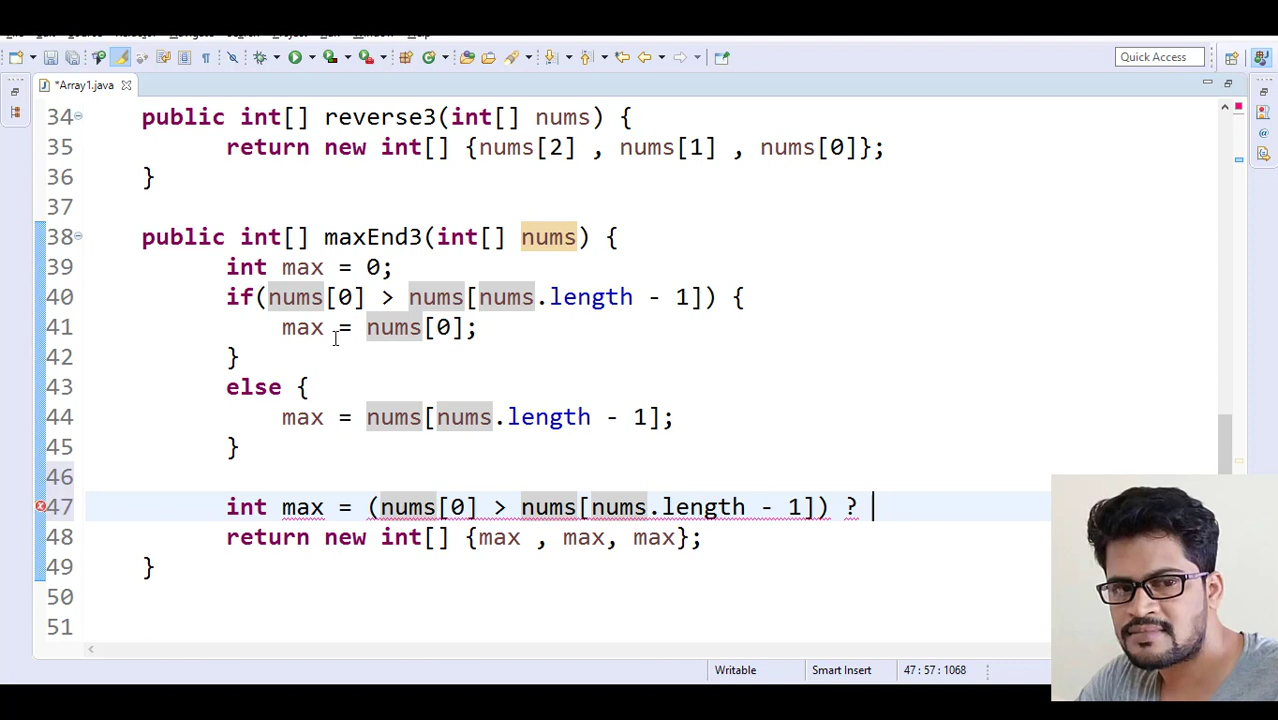 Quick Access
*Array1.java
34 public int[] reverse3(int[] nums) {
35 return new int[] {nums[2] , nums[1] , nums[0]};
36 }
37
38 public int[] maxEnd3(int[] nums) {
39 int max = 0;
40 if(nums[0] > nums[nums.length - 1]) {
41 max = nums[0];
42 }
43 else {
44 max = nums[nums.length - 1];
45 }
46
47 int max = (nums[0] > nums[nums.length - 1]) ?
48 return new int[] {max , max, max};
49 }
50
51
Writable Smart Insert 47 : 57 : 1068